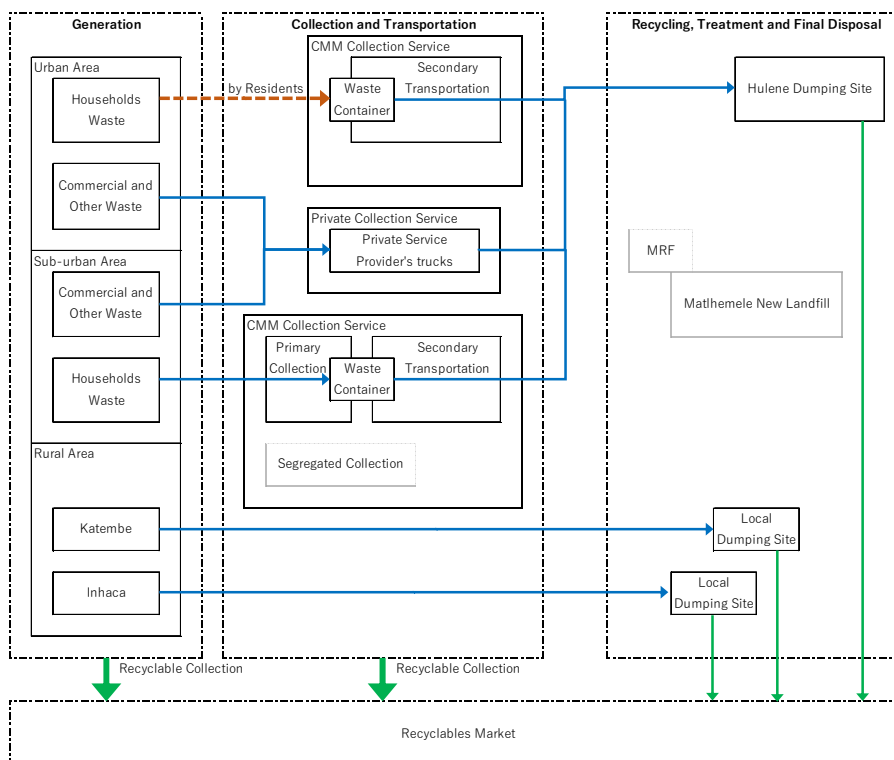 Generation
Collection and Transportation
Recycling, Treatment and Final Disposal
Urban Area
Households
Waste
Commercial and
Other Waste
Sub-urban Area
Commercial and
Other Waste
Households
Waste
Rural Area
Katembe
Inhaca
by Residents
CMM Collection Service
Secondary
Transportation
Waste
Container
Private Collection Service
Private Service
Provider's trucks
CMM Collection Service
Primary
Collection
Waste
Container
Secondary
Transportation
Segregated Collection
Hulene Dumping Site
MRF
Matlhemele New Landfill
Local
Dumping Site
Local
Dumping Site
Recyclable Collection
Recyclable Collection
Recyclables Market